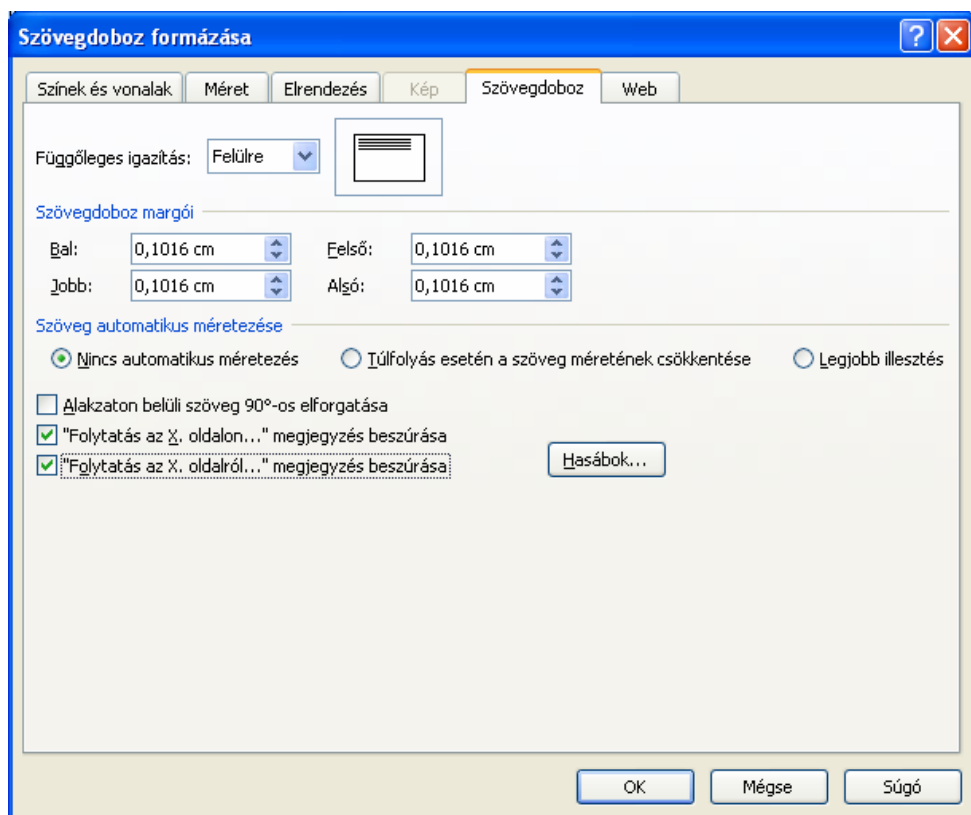 Szövegdoboz formázása
Színek és vonalak Méret Elrendezés Kép Szövegdoboz Web
Függőleges igazítás: Felülre
Szövegdoboz margói
Bal: 0,1016 cm Felső: 0,1016 cm
Jobb: 0,1016 cm Alsó: 0,1016 cm
Szöveg automatikus méretezése
Nincs automatikus méretezés Túlfolyás esetén a szöveg méretének csökkentése Legjobb illesztés
Alakzaton belüli szöveg 90°-os elforgatása
"Folytatás az X. oldalon..." megjegyzés beszúrása
"Folytatás az X. oldalról..." megjegyzés beszúrása Hasábok...
OK Mégse Súgó